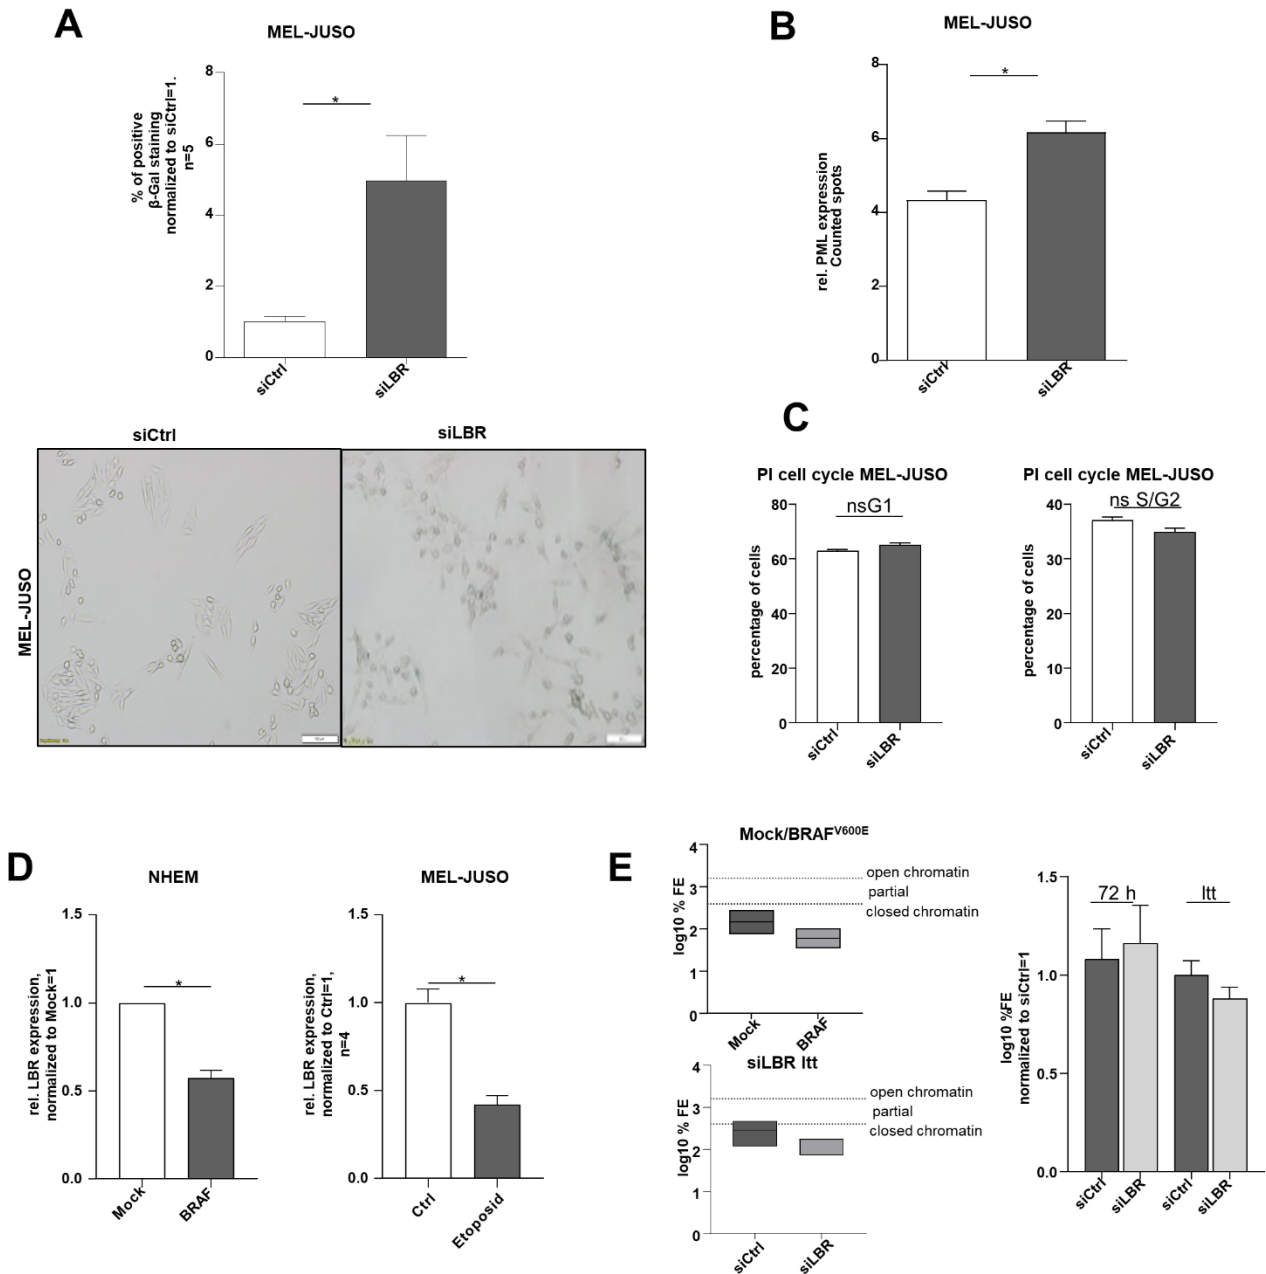 A
MEL-JUSO
% of positive
β-Gal staining
normalized to siCtrl=1.
n=5
8
6
4
2
0
*
siCtrl
siLBR
siCtrl
siLBR
MEL-JUSO
B
MEL-JUSO
rel. PML expression
Counted spots
8
6
4
2
0
*
siCtrl
siLBR
C
PI cell cycle MEL-JUSO
percentage of cells
80
60
40
20
0
nsG1
siCtrl
siLBR
PI cell cycle MEL-JUSO
percentage of cells
40
30
20
10
0
ns S/G2
siCtrl
siLBR
D
NHEM
rel. LBR expression,
normalized to Mock=1
1.5
1.0
0.5
0.0
*
Mock
BRAF
MEL-JUSO
rel. LBR expression,
normalized to Ctrl=1,
n=4
1.5
1.0
0.5
0.0
*
Ctrl
Etoposid
E
Mock/BRAFV600E
log10 % FE
4
3
2
1
0
open chromatin
partial
closed chromatin
Mock
BRAF
siLBR ltt
log10 % FE
4
3
2
1
0
open chromatin
partial
closed chromatin
siCtrl
siLBR
log10 %FE
normalized to siCtrl=1
1.5
1.0
0.5
0.0
72 h
ltt
siCtrl
siLBR
siCtrl
siLBR